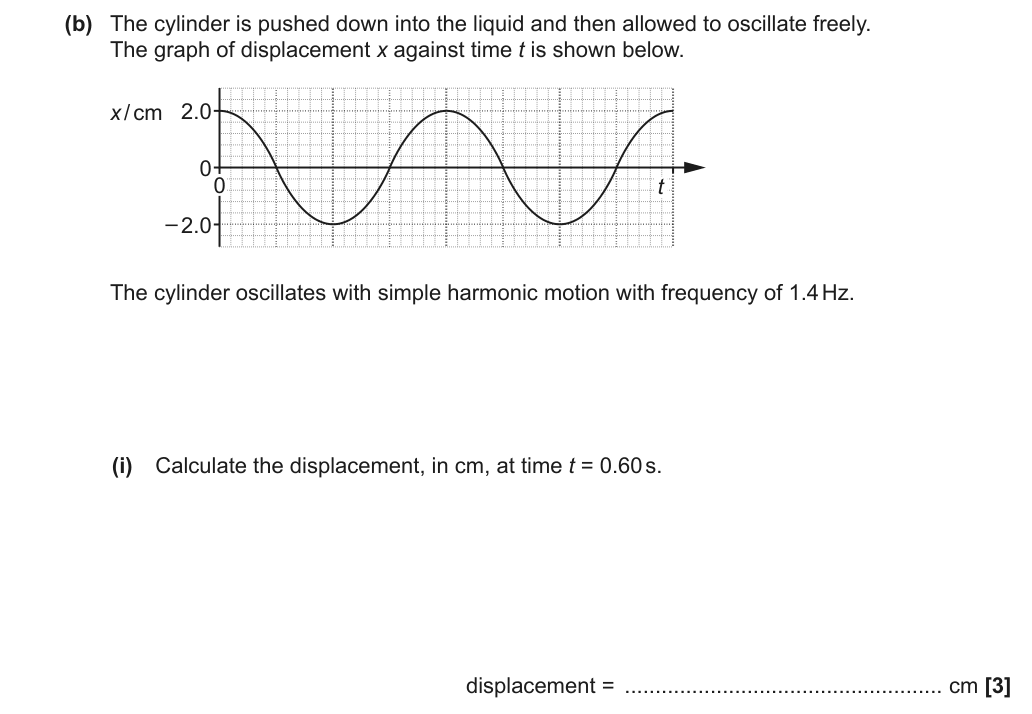 (b) The cylinder is pushed down into the liquid and then allowed to oscillate freely.
The graph of displacement x against time t is shown below.
x / cm 2.0
0
0
t
−2.0
The cylinder oscillates with simple harmonic motion with frequency of 1.4 Hz.
(i) Calculate the displacement, in cm, at time t = 0.60 s.
displacement = .................................................... cm [3]